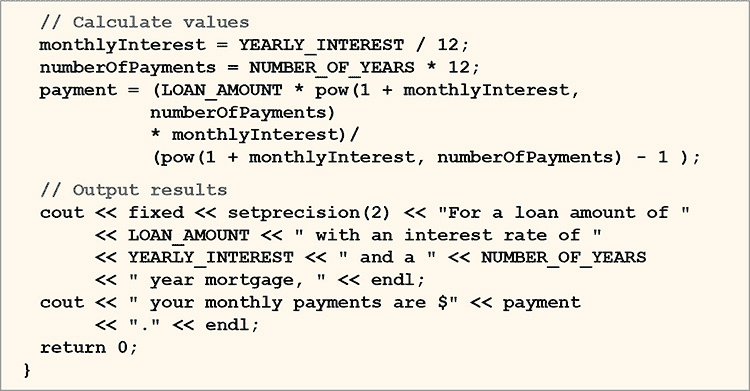 // Calculate values
monthlyInterest = YEARLY_INTEREST / 12;
numberOfPayments = NUMBER_OF_YEARS * 12;
payment = (LOAN_AMOUNT * pow(1 + monthlyInterest,
numberOfPayments)
* monthlyInterest)/
(pow(1 + monthlyInterest, numberOfPayments) - 1 );
// Output results
cout << fixed << setprecision(2) << "For a loan amount of "
<< LOAN_AMOUNT << " with an interest rate of "
<< YEARLY_INTEREST << " and a " << NUMBER_OF_YEARS
<< " year mortgage, " << endl;
cout << " your monthly payments are $" << payment
<< "." << endl;
return 0;
}